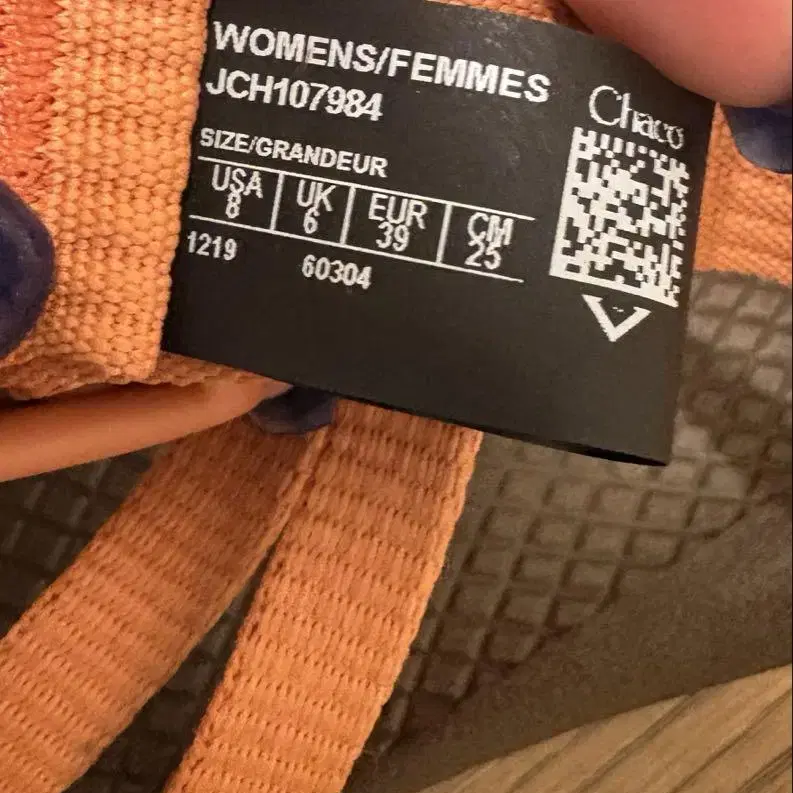 WOMENS/FEMMES
JCH107984
Chaco
SIZE/GRANDEUR
USA UK EUR CM
8 6 39 25
1219 60304